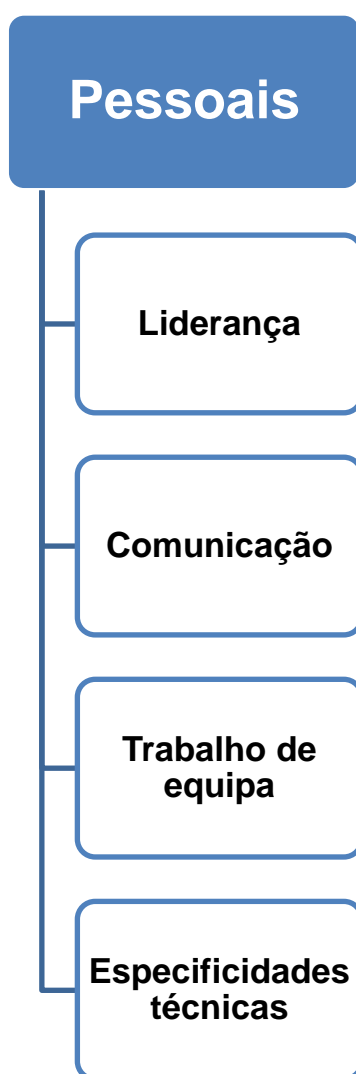 Pessoais
Liderança
Comunicação
Trabalho de
equipa
Especificidades
técnicas